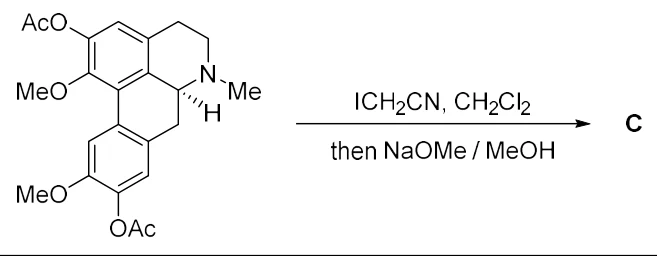 AcO
MeO
N
Me
H
MeO
OAc
ICH₂CN, CH₂Cl₂
then NaOMe / MeOH
C